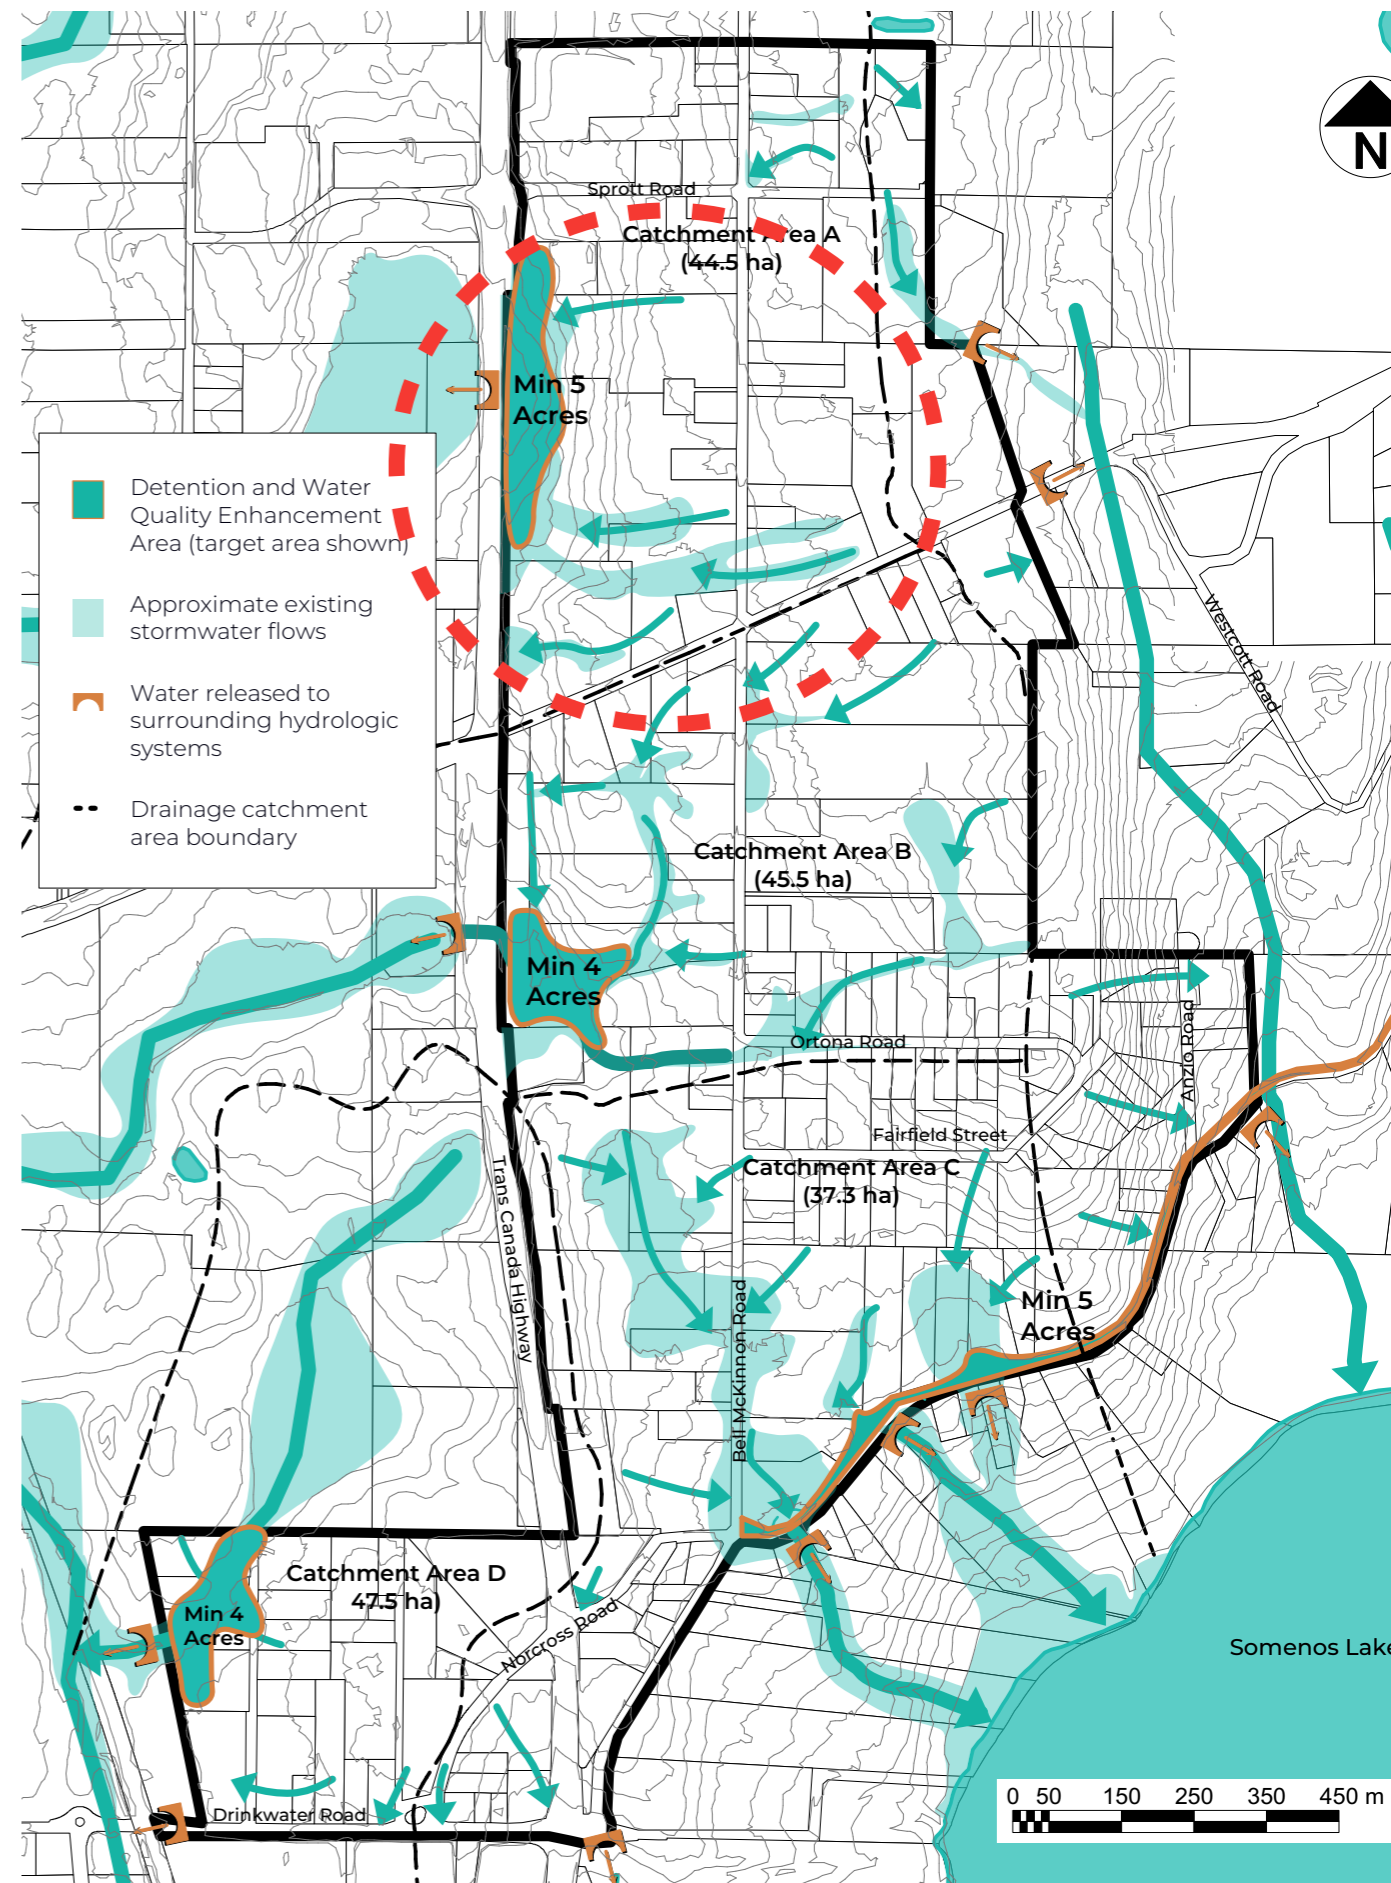 N
Sprott Road
Catchment Area A
(44.5 ha)
Min 5
Acres
Detention and Water
Quality Enhancement
Area (target area shown)
Approximate existing
stormwater flows
Water released to
surrounding hydrologic
systems
Drainage catchment
area boundary
Westcott Road
Catchment Area B
(45.5 ha)
Min 4
Acres
Ortona Road
Anzio Road
Fairfield Street
Catchment Area C
(37.3 ha)
Trans Canada Highway
Bell McKinnon Road
Min 5
Acres
Catchment Area D
47.5 ha)
Min 4
Acres
Norcross Road
Somenos Lake
Drinkwater Road
0 50 150 250 350 450 m